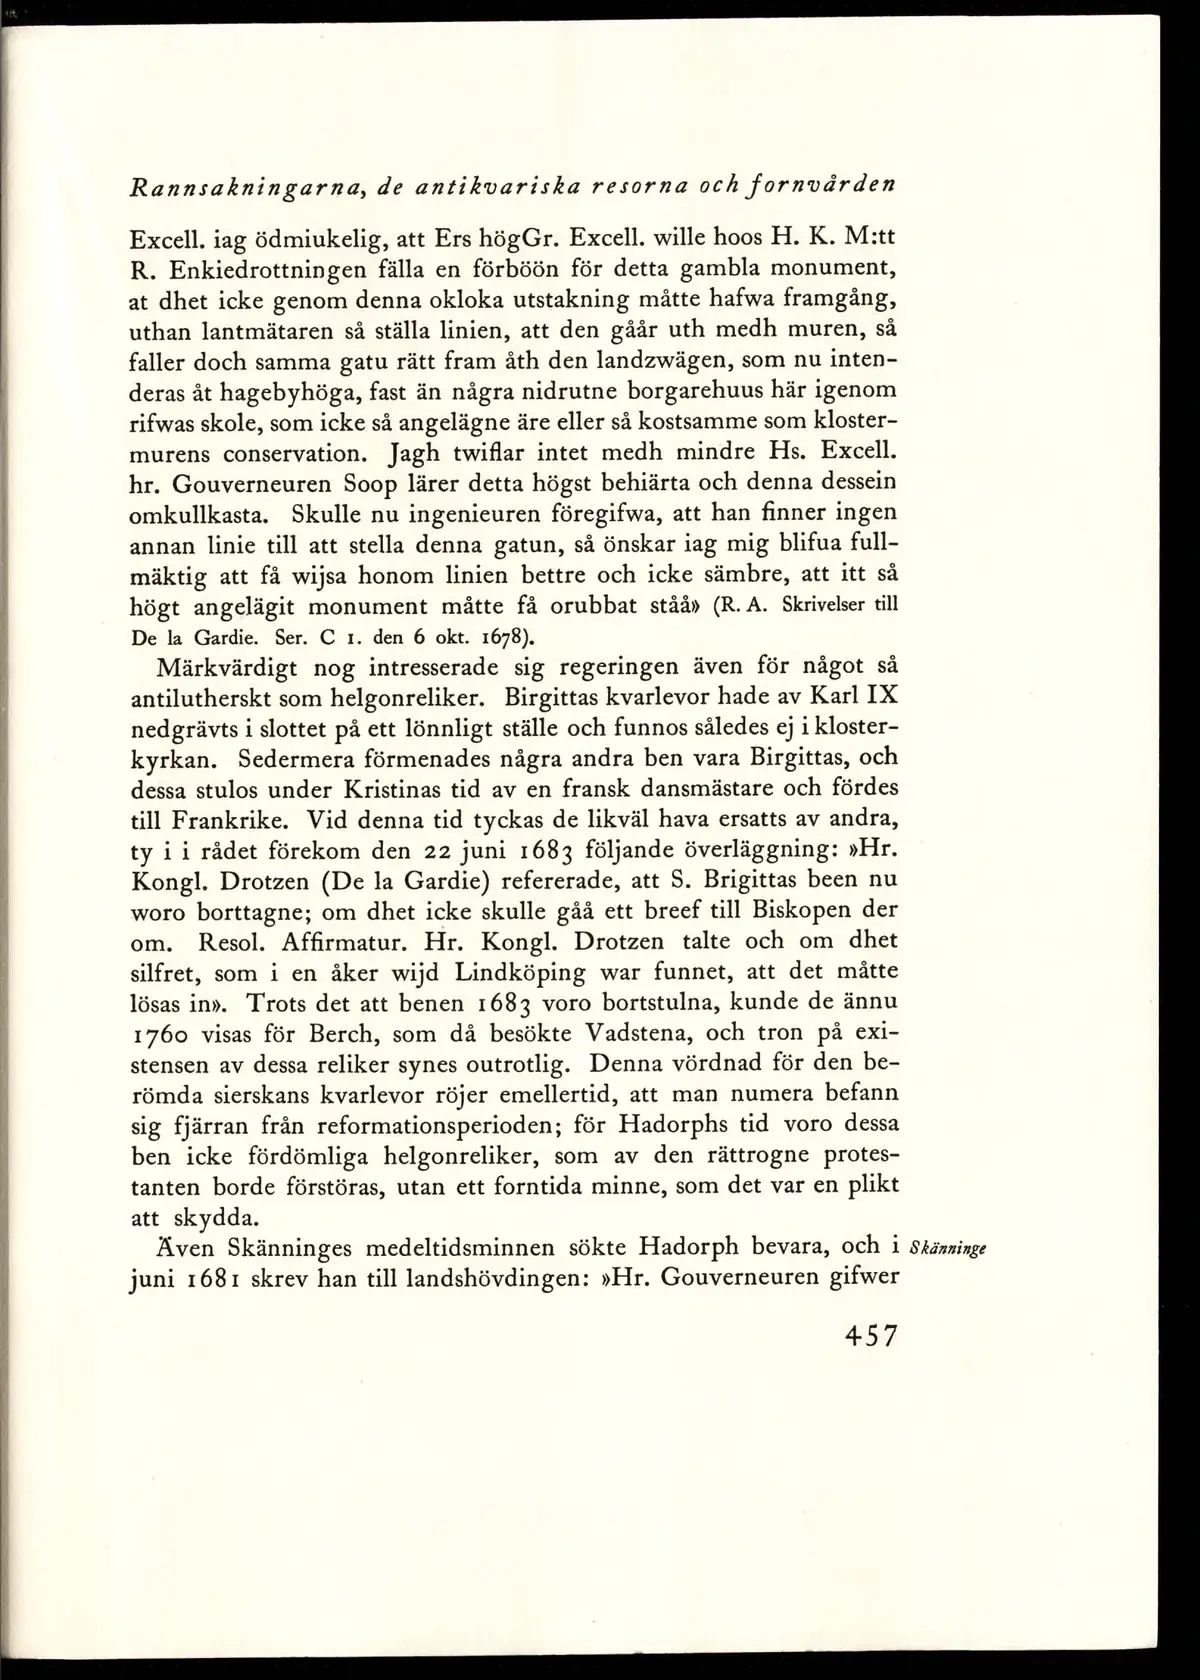 Rannsakningarna, de antikvariska resorna och fornvården
Excell. iag ödmiukelig, att Ers högGr. Excell. wille hoos H. K. M:tt
R. Enkiedrottningen fälla en förböön för detta gambla monument,
at dhet icke genom denna okloka utstakning måtte hafwa framgång,
uthan lantmätaren så ställa linien, att den gåår uth medh muren, så
faller doch samma gatu rätt fram åth den landzwägen, som nu inten-
deras åt hagebyhöga, fast än några nidrutne borgarehuus här igenom
rifwas skole, som icke så angelägne äre eller så kostsamme som kloster-
murens conservation. Jagh twiflar intet medh mindre Hs. Excell.
hr. Gouverneuren Soop lärer detta högst behiärta och denna dessein
omkullkasta. Skulle nu ingenieuren föregifwa, att han finner ingen
annan linie till att stella denna gatun, så önskar iag mig blifua full-
mäktig att få wijsa honom linien bettre och icke sämbre, att itt så
högt angelägit monument måtte få orubbat ståå» (R. A. Skrivelser till
De la Gardie. Ser. C 1. den 6 okt. 1678).
Märkvärdigt nog intresserade sig regeringen även för något så
antilutherskt som helgonreliker. Birgittas kvarlevor hade av Karl IX
nedgrävts i slottet på ett lönnligt ställe och funnos således ej i kloster-
kyrkan. Sedermera förmenades några andra ben vara Birgittas, och
dessa stulos under Kristinas tid av en fransk dansmästare och fördes
till Frankrike. Vid denna tid tyckas de likväl hava ersatts av andra,
ty i i rådet förekom den 22 juni 1683 följande överläggning: »Hr.
Kongl. Drotzen (De la Gardie) refererade, att S. Brigittas been nu
woro borttagne; om dhet icke skulle gåå ett breef till Biskopen der
om. Resol. Affirmatur. Hr. Kongl. Drotzen talte och om dhet
silfret, som i en åker wijd Lindköping war funnet, att det måtte
lösas in». Trots det att benen 1683 voro bortstulna, kunde de ännu
1760 visas för Berch, som då besökte Vadstena, och tron på exi-
stensen av dessa reliker synes outrotlig. Denna vördnad för den be-
römda sierskans kvarlevor röjer emellertid, att man numera befann
sig fjärran från reformationsperioden; för Hadorphs tid voro dessa
ben icke fördömliga helgonreliker, som av den rättrogne protes-
tanten borde förstöras, utan ett forntida minne, som det var en plikt
att skydda.
Även Skänninges medeltidsminnen sökte Hadorph bevara, och i Skänninge
juni 1681 skrev han till landshövdingen: »Hr. Gouverneuren gifwer
457